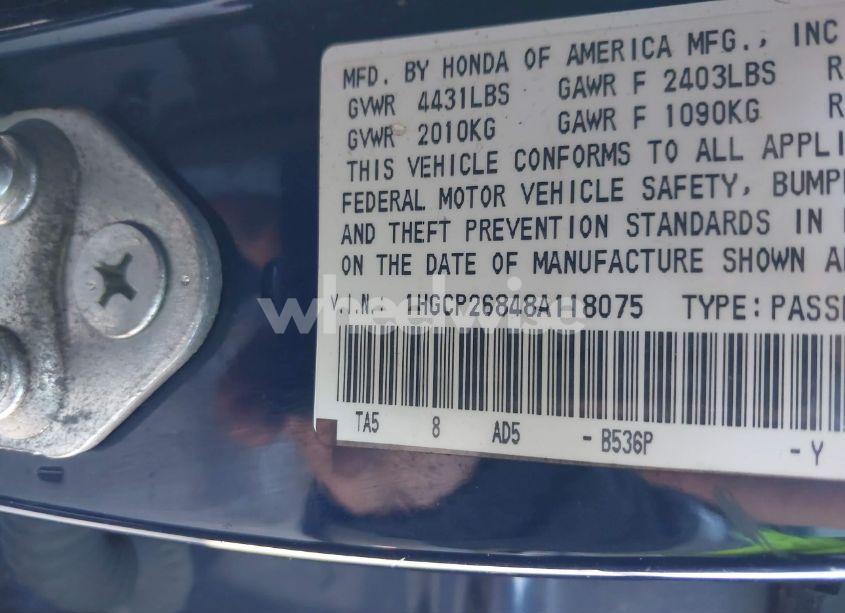 MFD. BY HONDA OF AMERICA MFG., INC
GVWR 4431LBS GAWR F 2403LBS R
GVWR 2010KG GAWR F 1090KG R
THIS VEHICLE CONFORMS TO ALL APPLI
FEDERAL MOTOR VEHICLE SAFETY, BUMP
AND THEFT PREVENTION STANDARDS IN
ON THE DATE OF MANUFACTURE SHOWN A
V.I.N. 1HGCP26848A118075 TYPE:PASS
wheelwise
TA5 8 AD5 -B536P -Y